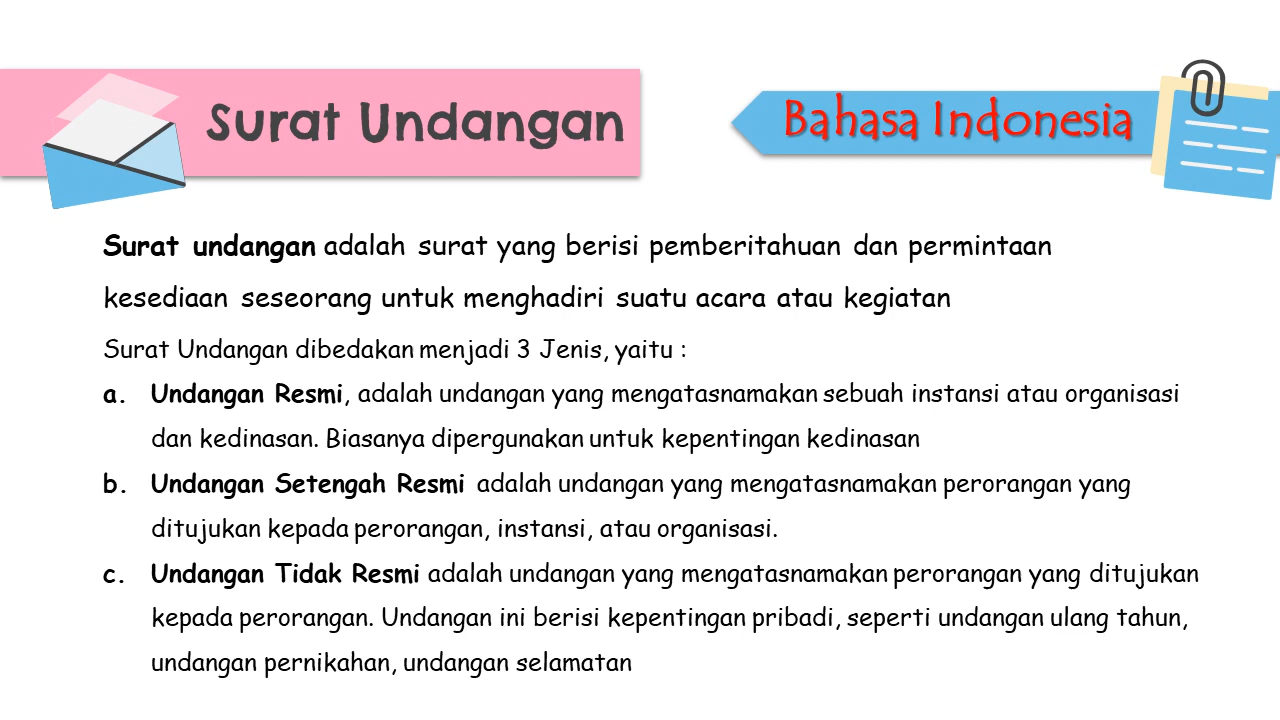 Surat Undangan
Bahasa Indonesia
Surat undangan adalah surat yang berisi pemberitahuan dan permintaan
kesediaan seseorang untuk menghadiri suatu acara atau kegiatan
Surat Undangan dibedakan menjadi 3 Jenis, yaitu :
a. Undangan Resmi, adalah undangan yang mengatasnamakan sebuah instansi atau organisasi
dan kedinasan. Biasanya dipergunakan untuk kepentingan kedinasan
b. Undangan Setengah Resmi adalah undangan yang mengatasnamakan perorangan yang
ditujukan kepada perorangan, instansi, atau organisasi.
c. Undangan Tidak Resmi adalah undangan yang mengatasnamakan perorangan yang ditujukan
kepada perorangan. Undangan ini berisi kepentingan pribadi, seperti undangan ulang tahun,
undangan pernikahan, undangan selamatan